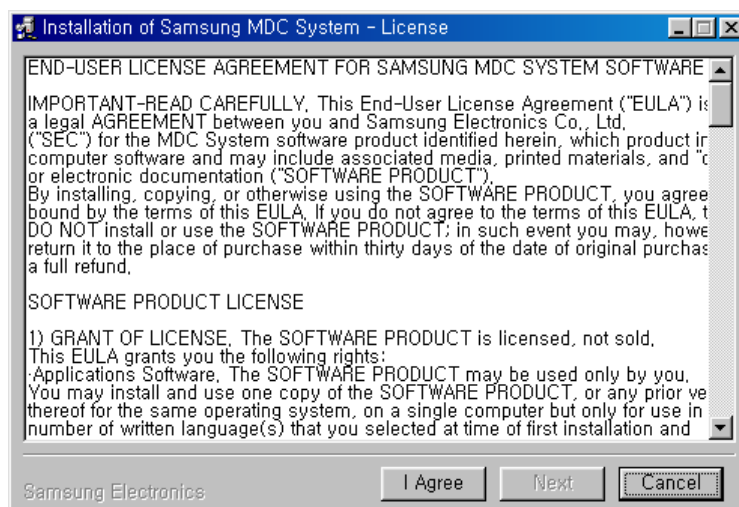 Installation of Samsung MDC System - License
END-USER LICENSE AGREEMENT FOR SAMSUNG MDC SYSTEM SOFTWARE
IMPORTANT-READ CAREFULLY, This End-User License Agreement ("EULA") is
a legal AGREEMENT between you and Samsung Electronics Co,, Ltd,
("SEC") for the MDC System software product identified herein, which product in
computer software and may include associated media, printed materials, and "o
or electronic documentation ("SOFTWARE PRODUCT"),
By installing, copying, or otherwise using the SOFTWARE PRODUCT, you agree
bound by the terms of this EULA, If you do not agree to the terms of this EULA, t
DO NOT install or use the SOFTWARE PRODUCT; in such event you may, howe
return it to the place of purchase within thirty days of the date of original purchas
a full refund,
SOFTWARE PRODUCT LICENSE
1) GRANT OF LICENSE, The SOFTWARE PRODUCT is licensed, not sold,
This EULA grants you the following rights:
·Applications Software, The SOFTWARE PRODUCT may be used only by you,
You may install and use one copy of the SOFTWARE PRODUCT, or any prior ve
thereof for the same operating system, on a single computer but only for use in
number of written language(s) that you selected at time of first installation and
Samsung Electronics
I Agree
Next
Cancel